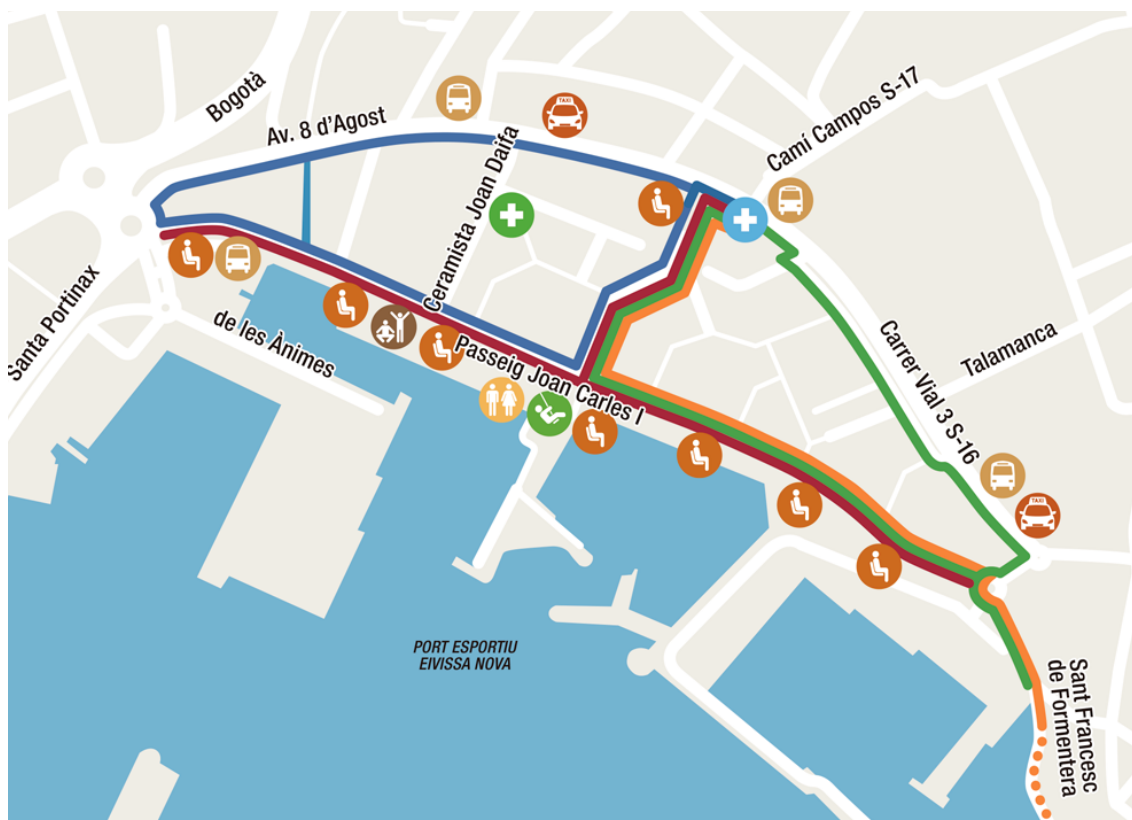 Bogotà
Av. 8 d'Agost
TAXI
Camí Campos S-17
Ceramista Joan Daifa
Santa Portinax
de les Ànimes
Passeig Joan Carles I
Carrer Vial 3 S-16
Talamanca
TAXI
PORT ESPORTIU
EIVISSA NOVA
Sant Francesc
de Formentera